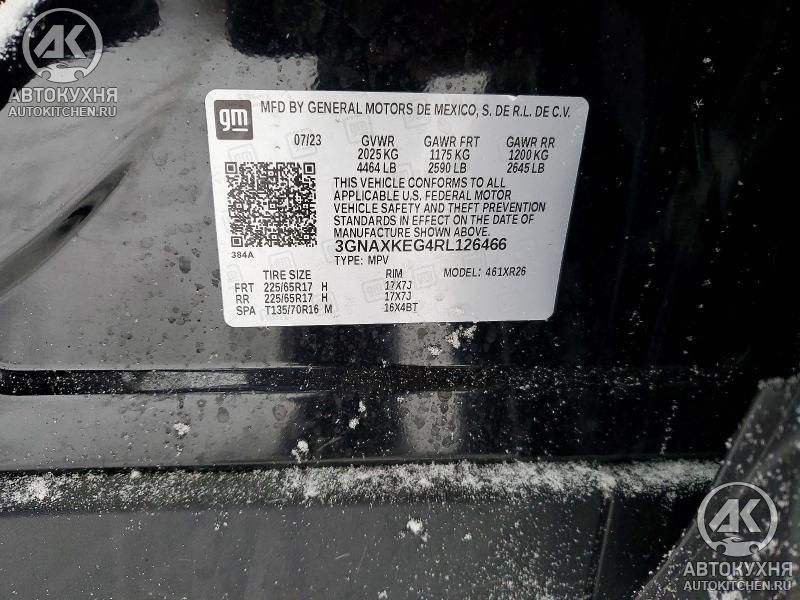 AK
АВТОКУХНЯ
AUTOKITCHEN.RU
gm MFD BY GENERAL MOTORS DE MEXICO, S. DE R.L. DE C.V.
07/23 GVWR GAWR FRT GAWR RR
2025 KG 1175 KG 1200 KG
4464 LB 2590 LB 2645 LB
THIS VEHICLE CONFORMS TO ALL
APPLICABLE U.S. FEDERAL MOTOR
VEHICLE SAFETY AND THEFT PREVENTION
STANDARDS IN EFFECT ON THE DATE OF
MANUFACTURE SHOWN ABOVE.
384A
3GNAXKEG4RL126466
TYPE: MPV
TIRE SIZE RIM MODEL: 461XR26
FRT 225/65R17 H 17X7J
RR 225/65R17 H 17X7J
SPA T135/70R16 M 16X4BT
AK
АВТОКУХНЯ
AUTOKITCHEN.RU